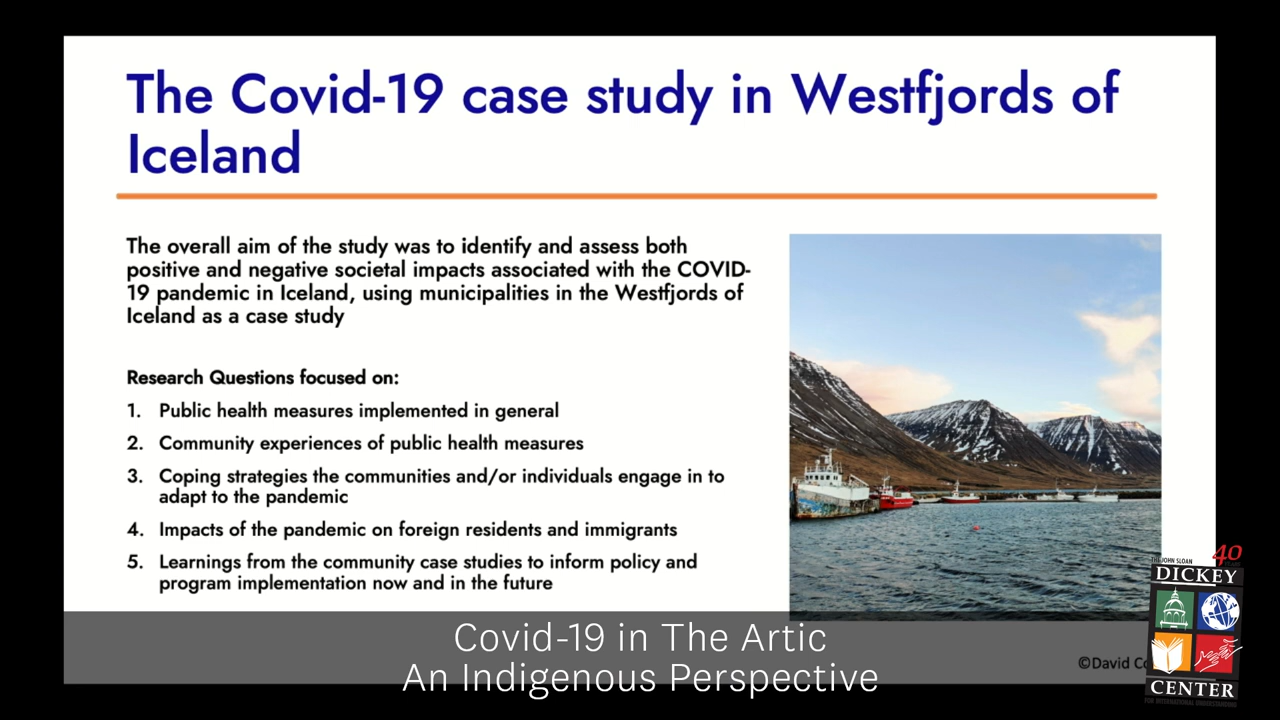 The Covid-19 case study in Westfjords of
Iceland
The overall aim of the study was to identify and assess both
positive and negative societal impacts associated with the COVID-
19 pandemic in Iceland, using municipalities in the Westfjords of
Iceland as a case study
Research Questions focused on:
1. Public health measures implemented in general
2. Community experiences of public health measures
3. Coping strategies the communities and/or individuals engage in to
adapt to the pandemic
4. Impacts of the pandemic on foreign residents and immigrants
5. Learnings from the community case studies to inform policy and
program implementation now and in the future
Covid-19 in The Artic
An Indigenous Perspective
©David
40
THE JOHN SLOAN
DICKEY
CENTER
FOR INTERNATIONAL UNDERSTANDING